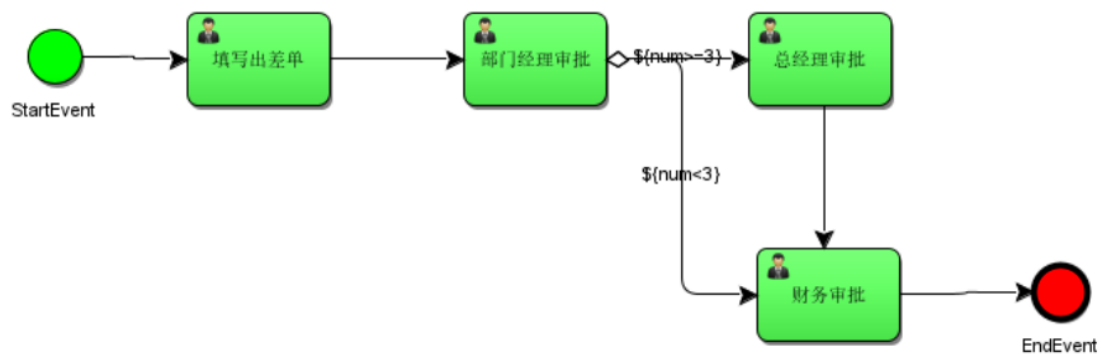 填写出差单
部门经理审批
${num>=3}
总经理审批
StartEvent
${num<3}
财务审批
EndEvent